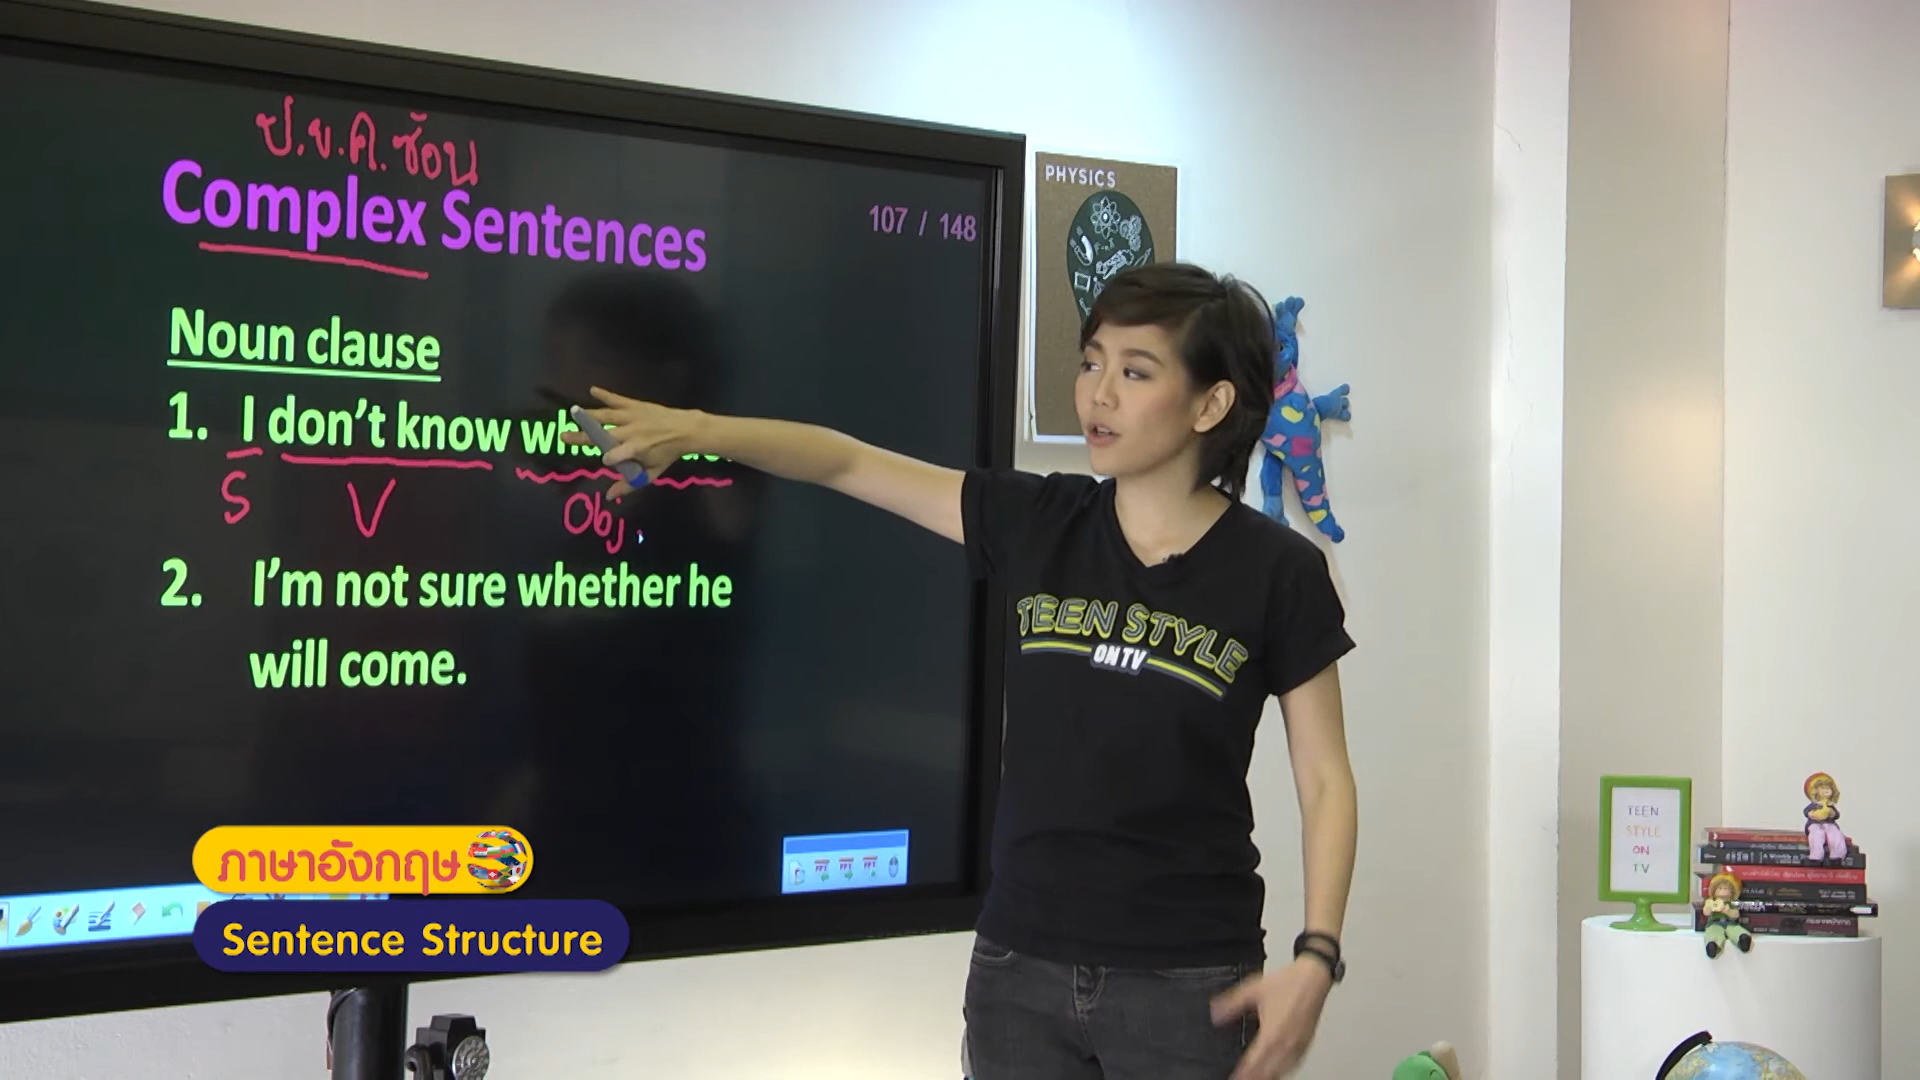 ป.ย.ค.ซ้อน
Complex Sentences
107 / 148
Noun clause
1. I don't know
S V Obj.
2. I'm not sure whether he
will come.
PHYSICS
TEEN STYLE
ON TV
TEEN
STYLE
ON
TV
ภาษาอังกฤษ
Sentence Structure